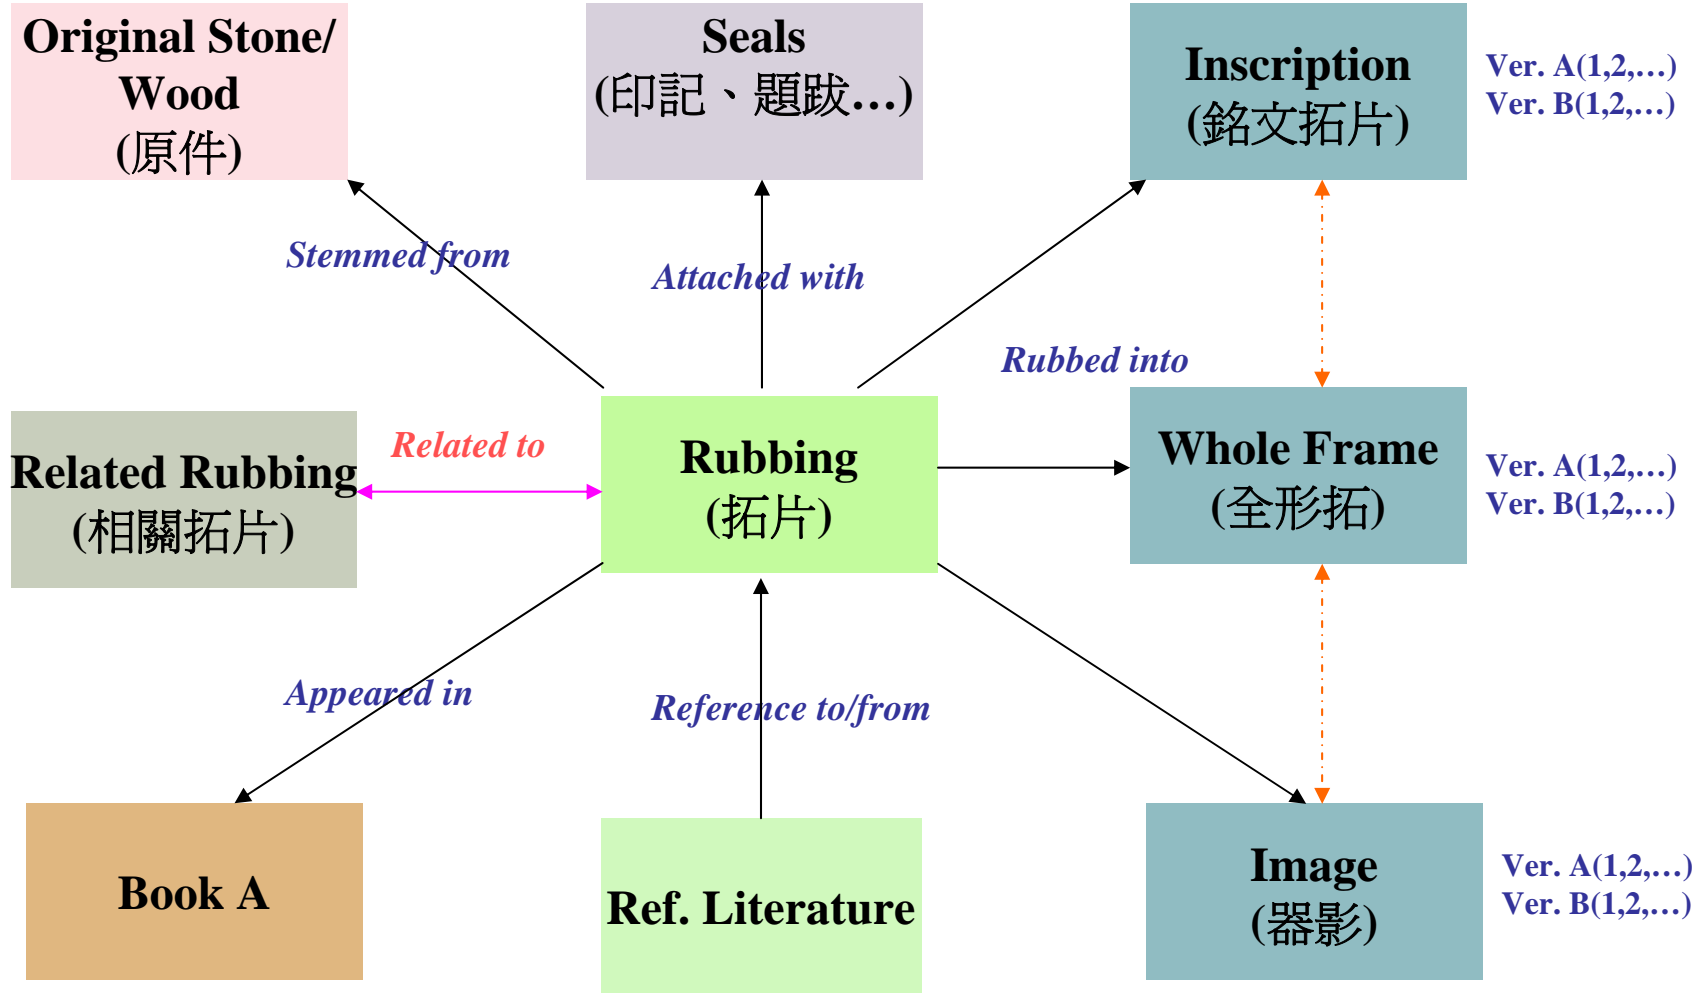 Original Stone/
Wood
(原件)
Seals
(印記、題跋…)
Inscription
(銘文拓片)
Ver. A(1,2,…)
Ver. B(1,2,…)
Stemmed from
Attached with
Rubbed into
Related Rubbing
(相關拓片)
Related to
Rubbing
(拓片)
Whole Frame
(全形拓)
Ver. A(1,2,…)
Ver. B(1,2,…)
Appeared in
Reference to/from
Book A
Ref. Literature
Image
(器影)
Ver. A(1,2,…)
Ver. B(1,2,…)